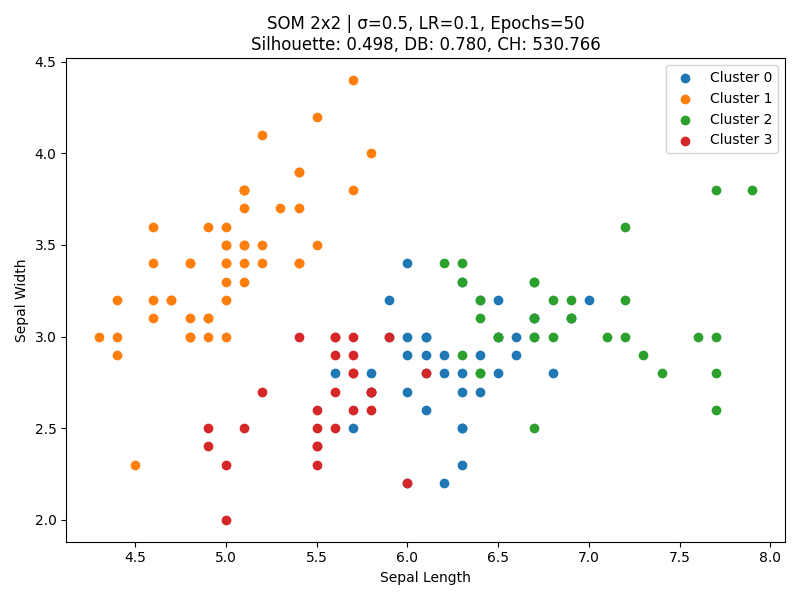 SOM 2x2 | σ=0.5, LR=0.1, Epochs=50
Silhouette: 0.498, DB: 0.780, CH: 530.766
Cluster 0
Cluster 1
Cluster 2
Cluster 3
4.5
4.0
3.5
3.0
2.5
2.0
Sepal Width
4.5 5.0 5.5 6.0 6.5 7.0 7.5 8.0
Sepal Length